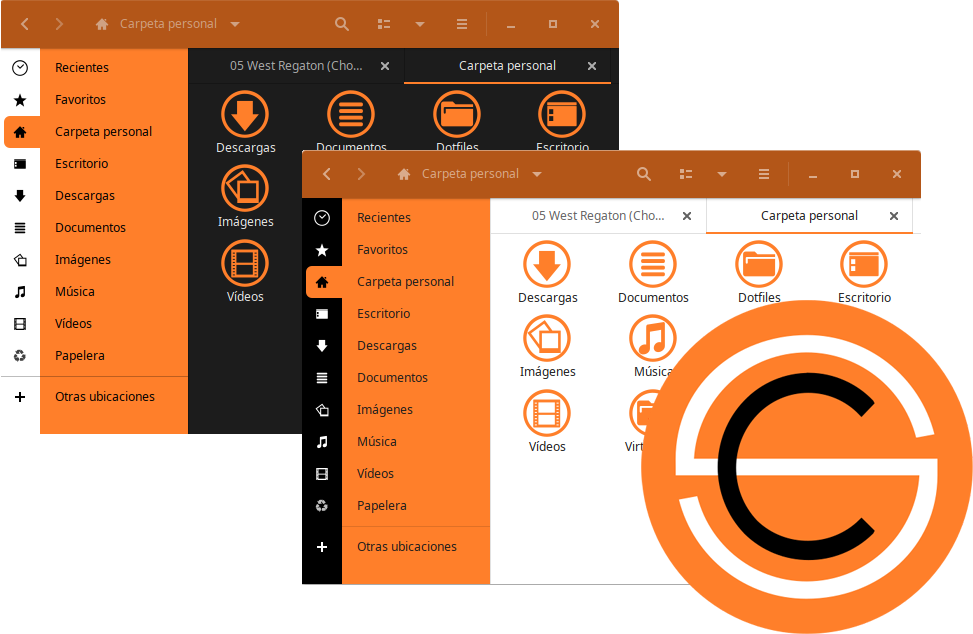 Carpeta personal
Recientes
Favoritos
Carpeta personal
Escritorio
Descargas
Documentos
Imágenes
Música
Vídeos
Papelera
Otras ubicaciones
05 West Regaton (Cho...
Carpeta personal
Descargas
Documentos
Dotfiles
Escritorio
Imágenes
Vídeos
Carpeta personal
Recientes
Favoritos
Carpeta personal
Escritorio
Descargas
Documentos
Imágenes
Música
Vídeos
Papelera
Otras ubicaciones
05 West Regaton (Cho...
Carpeta personal
Descargas
Documentos
Dotfiles
Escritorio
Imágenes
Música
Vídeos